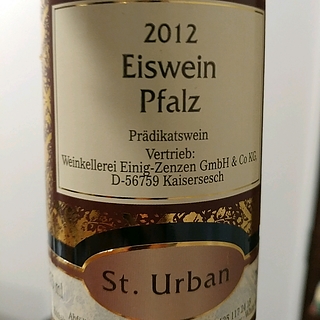 2012
Eiswein
Pfalz
Prädikatswein
Vertrieb:
Weinkellerei Einig-Zenzen GmbH & Co KG,
D-56759 Kaisersesch
St. Urban